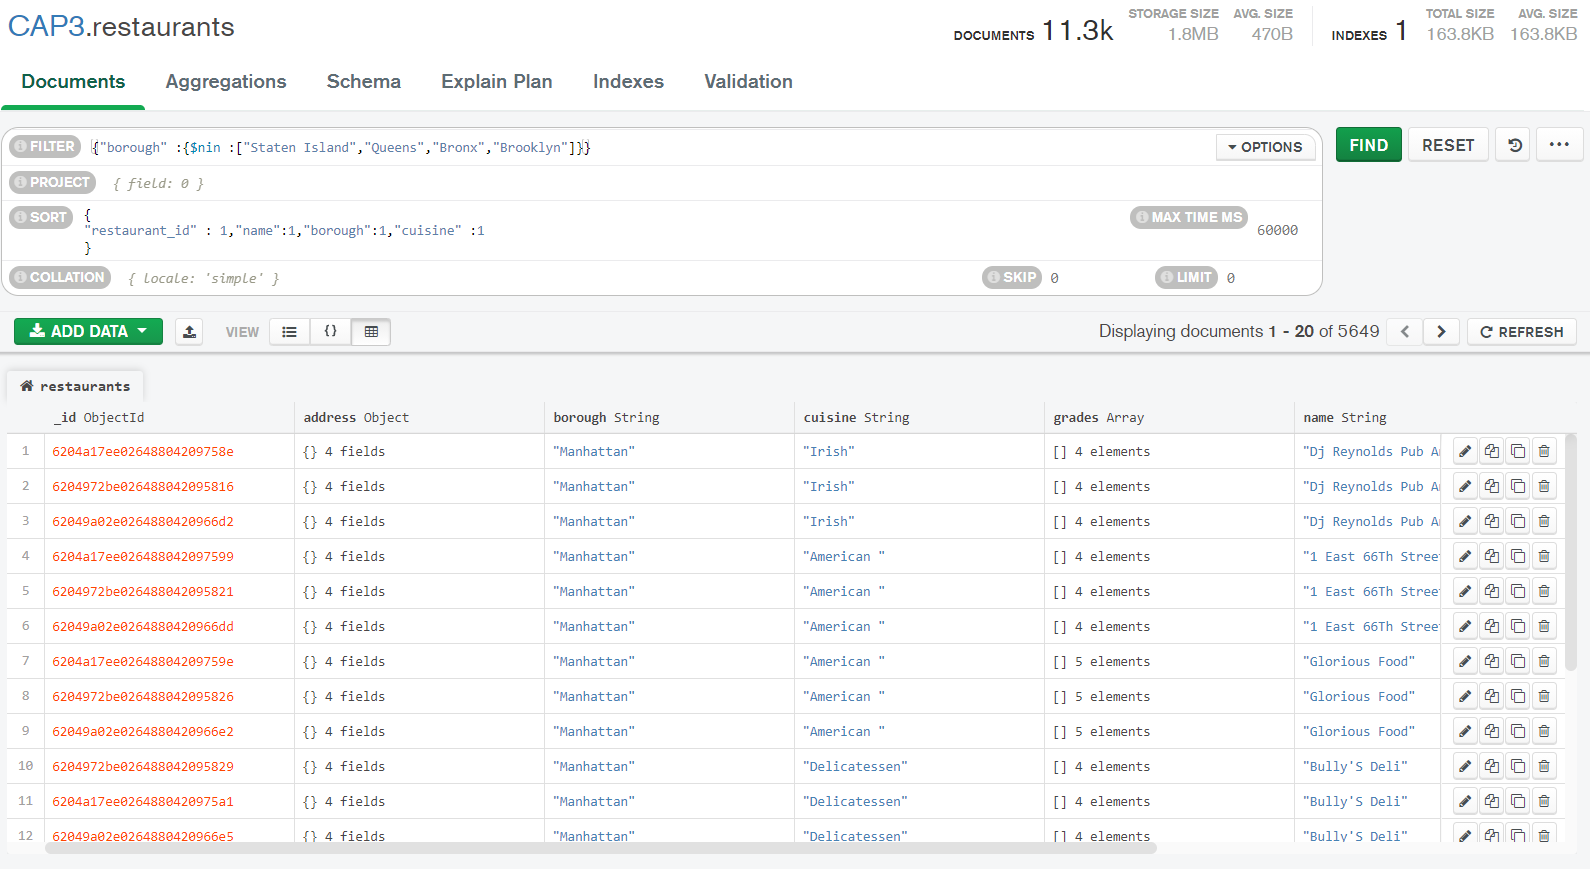 CAP3.restaurants
DOCUMENTS 11.3k STORAGE SIZE 1.8MB AVG. SIZE 470B INDEXES 1 TOTAL SIZE 163.8KB AVG. SIZE 163.8KB
Documents Aggregations Schema Explain Plan Indexes Validation
FILTER {"borough" :{$nin :["Staten Island","Queens","Bronx","Brooklyn"]}} OPTIONS FIND RESET ...
PROJECT { field: 0 }
SORT {
"restaurant_id" : 1,"name":1,"borough":1,"cuisine" :1
}
MAX TIME MS 60000
COLLATION { locale: 'simple' } SKIP 0 LIMIT 0
ADD DATA VIEW {} Displaying documents 1 - 20 of 5649 < > REFRESH
restaurants
_id ObjectId address Object borough String cuisine String grades Array name String
1 6204a17ee02648804209758e {} 4 fields "Manhattan" "Irish" [] 4 elements "Dj Reynolds Pub A
2 6204972be026488042095816 {} 4 fields "Manhattan" "Irish" [] 4 elements "Dj Reynolds Pub A
3 62049a02e0264880420966d2 {} 4 fields "Manhattan" "Irish" [] 4 elements "Dj Reynolds Pub A
4 6204a17ee026488042097599 {} 4 fields "Manhattan" "American " [] 4 elements "1 East 66Th Stree
5 6204972be026488042095821 {} 4 fields "Manhattan" "American " [] 4 elements "1 East 66Th Stree
6 62049a02e0264880420966dd {} 4 fields "Manhattan" "American " [] 4 elements "1 East 66Th Stree
7 6204a17ee02648804209759e {} 4 fields "Manhattan" "American " [] 5 elements "Glorious Food"
8 6204972be026488042095826 {} 4 fields "Manhattan" "American " [] 5 elements "Glorious Food"
9 62049a02e0264880420966e2 {} 4 fields "Manhattan" "American " [] 5 elements "Glorious Food"
10 6204972be026488042095829 {} 4 fields "Manhattan" "Delicatessen" [] 4 elements "Bully'S Deli"
11 6204a17ee0264880420975a1 {} 4 fields "Manhattan" "Delicatessen" [] 4 elements "Bully'S Deli"
12 62049a02e0264880420966e5 {} 4 fields "Manhattan" "Delicatessen" [] 4 elements "Bully'S Deli"